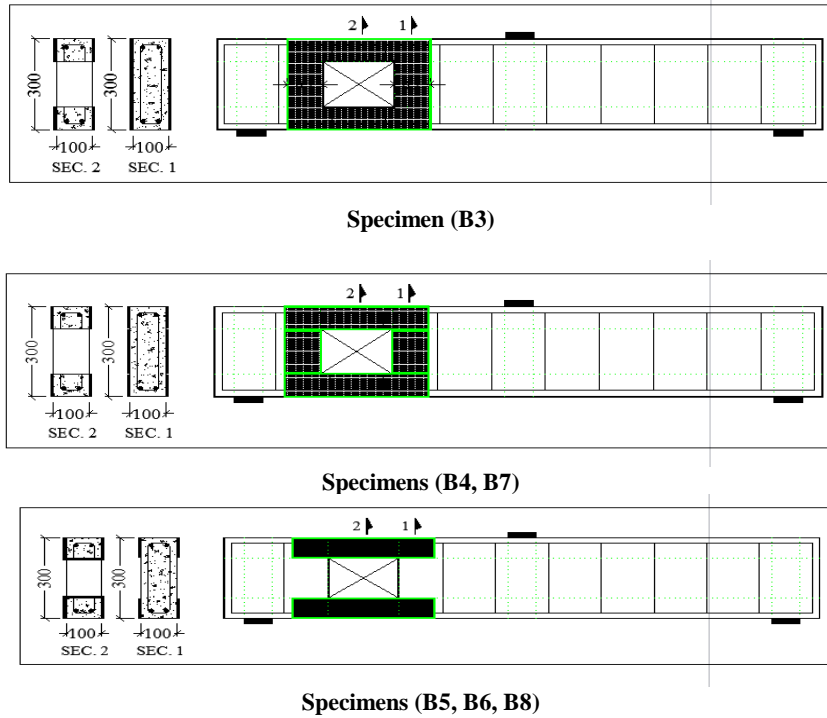 2 1
300 300
100 100
SEC. 2 SEC. 1
Specimen (B3)
2 1
300 300
100 100
SEC. 2 SEC. 1
Specimens (B4, B7)
2 1
300 300
100 100
SEC. 2 SEC. 1
Specimens (B5, B6, B8)